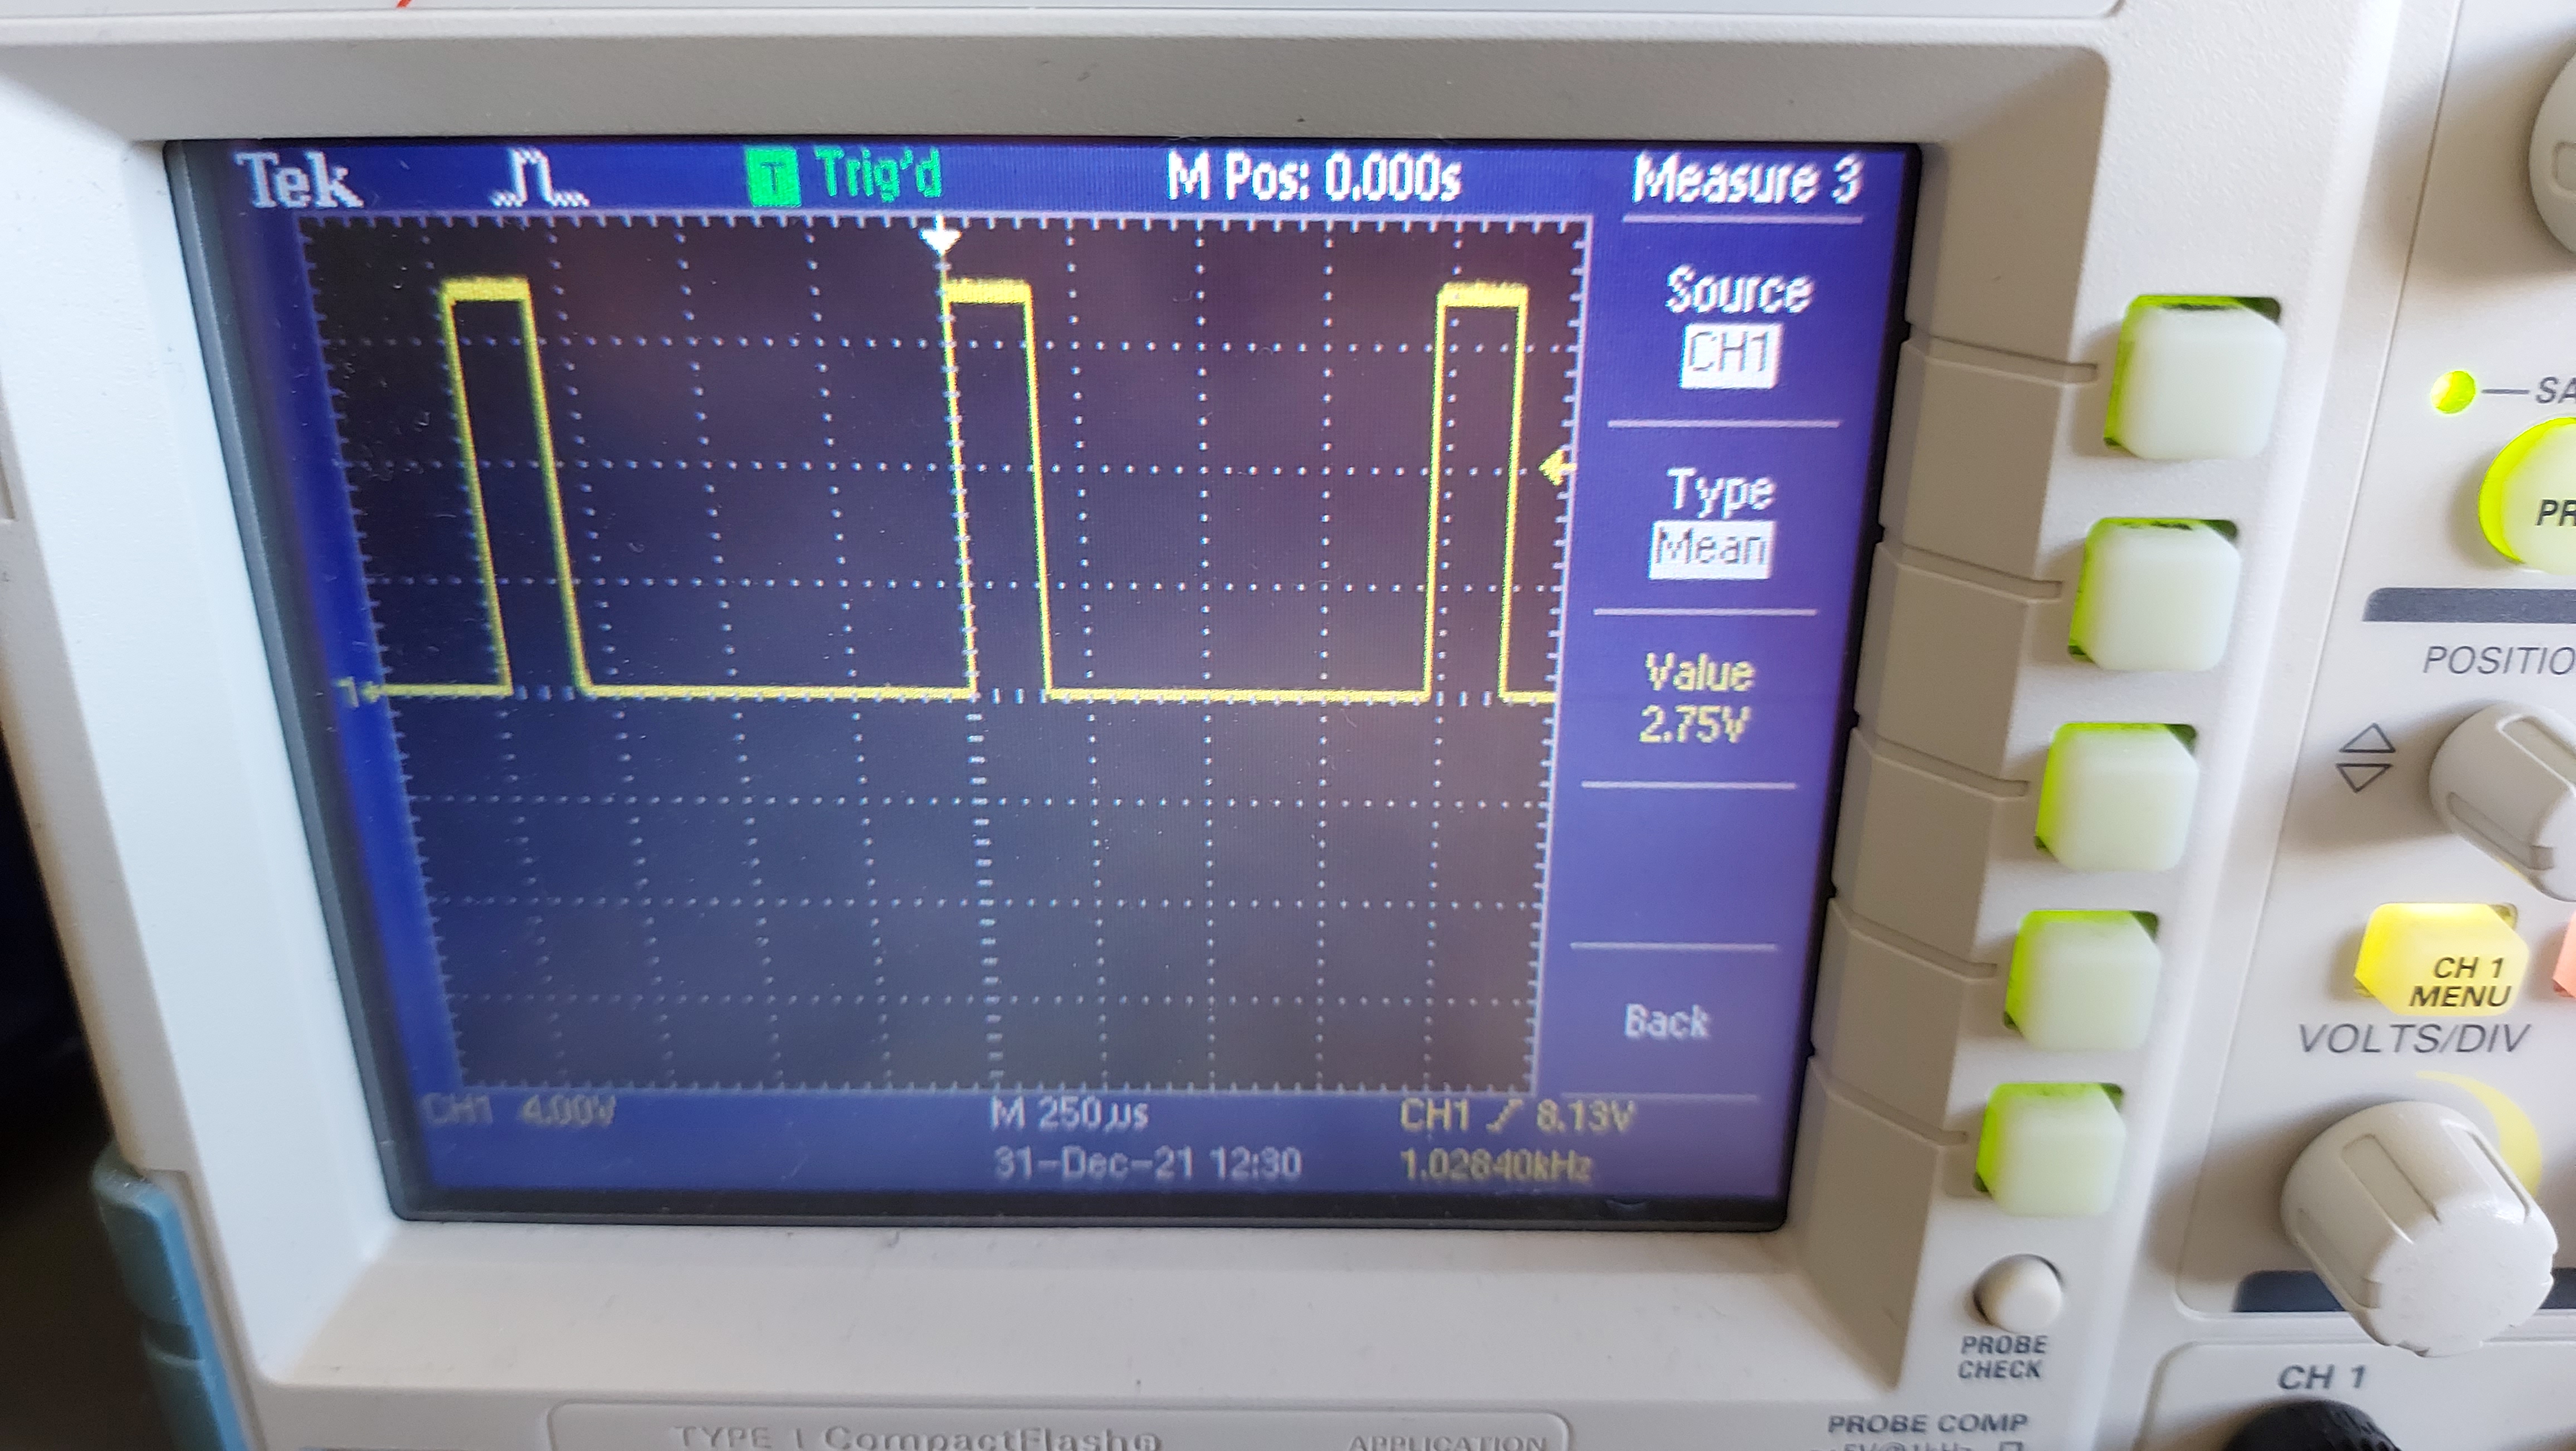 Tek
T Trig'd
M Pos: 0.000s
Measure 3
Source
CH1
Type
Mean
Value
2.75V
Back
1
CH1 4.00V
M 250µs
CH1 8.13V
31-Dec-21 12:30
1.02840kHz
POSITIO
CH 1
MENU
VOLTS/DIV
PROBE
CHECK
CH 1
PROBE COMP
TYPE I CompactFlash®
APPLICATION
SA
PR